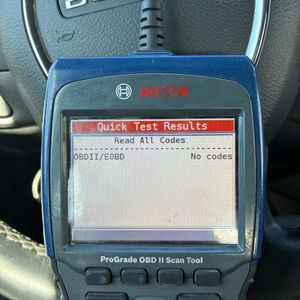 BOSCH
Quick Test Results
Read All Codes
OBDII/EOBD No codes
ProGrade OBD II Scan Tool